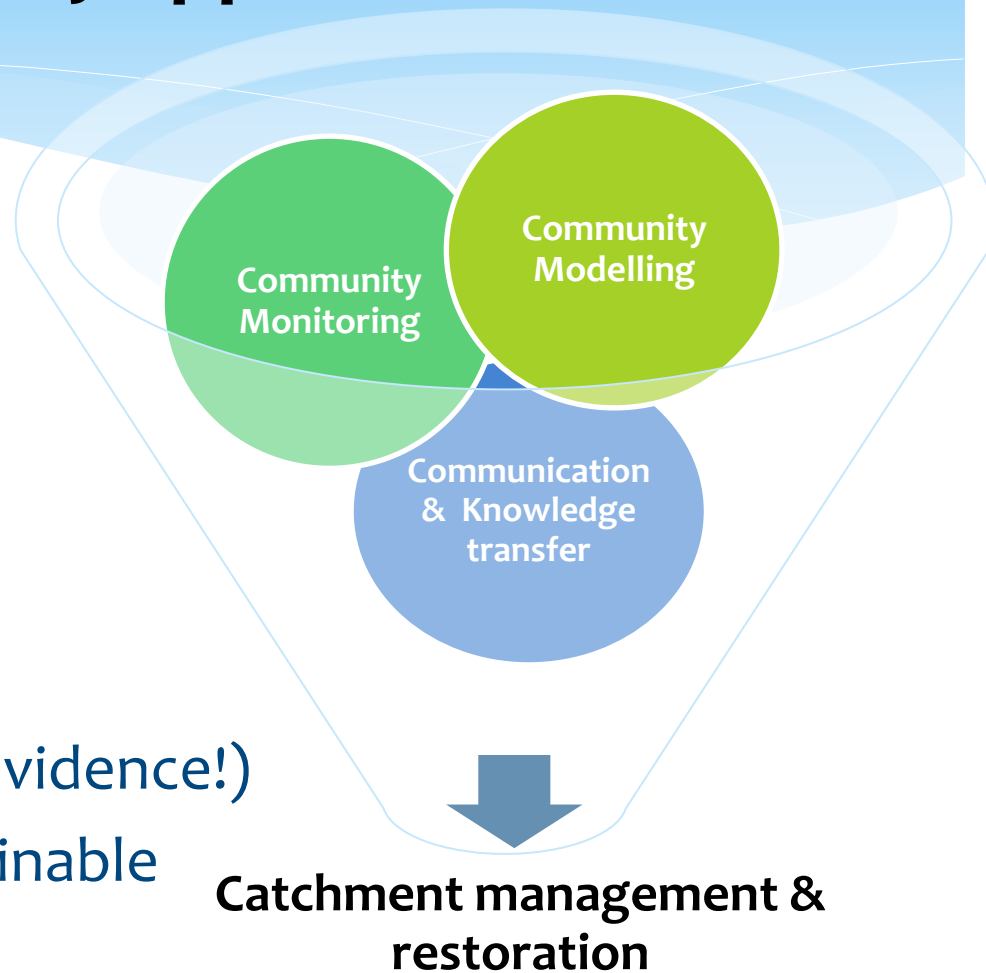 Community
Modelling
Community
Monitoring
Communication
& Knowledge
transfer
vidence!)
inable
Catchment management &
restoration